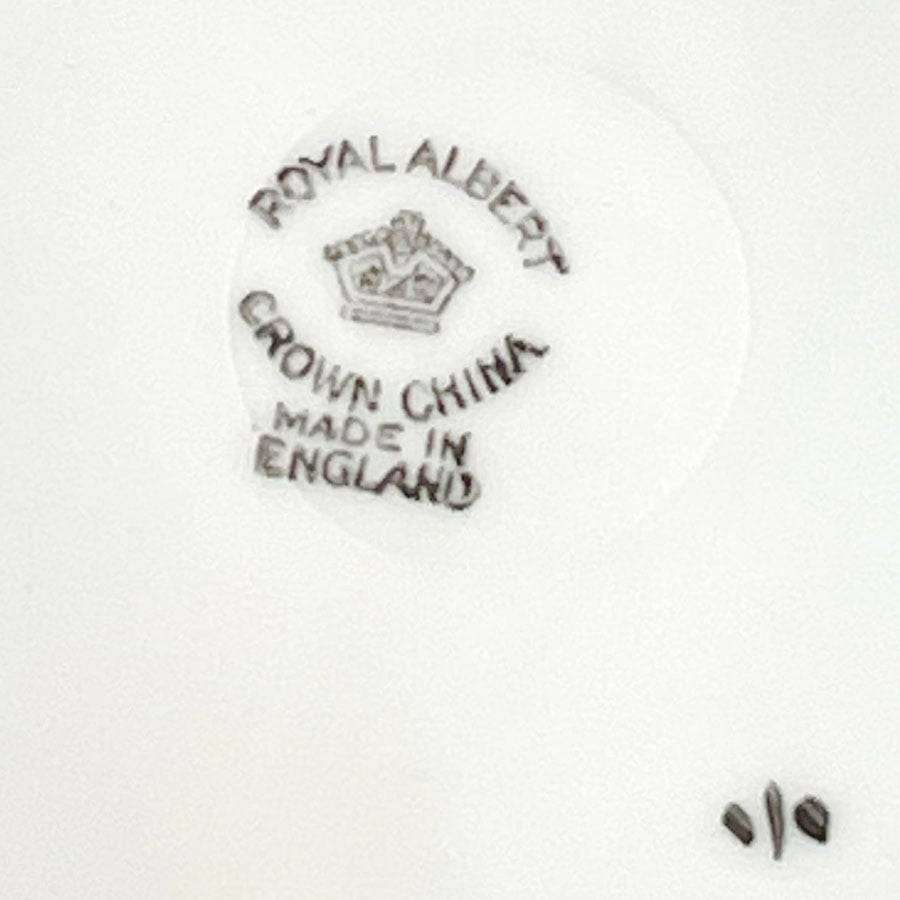 ROYAL ALBERT
CROWN CHINA
MADE IN
ENGLAND